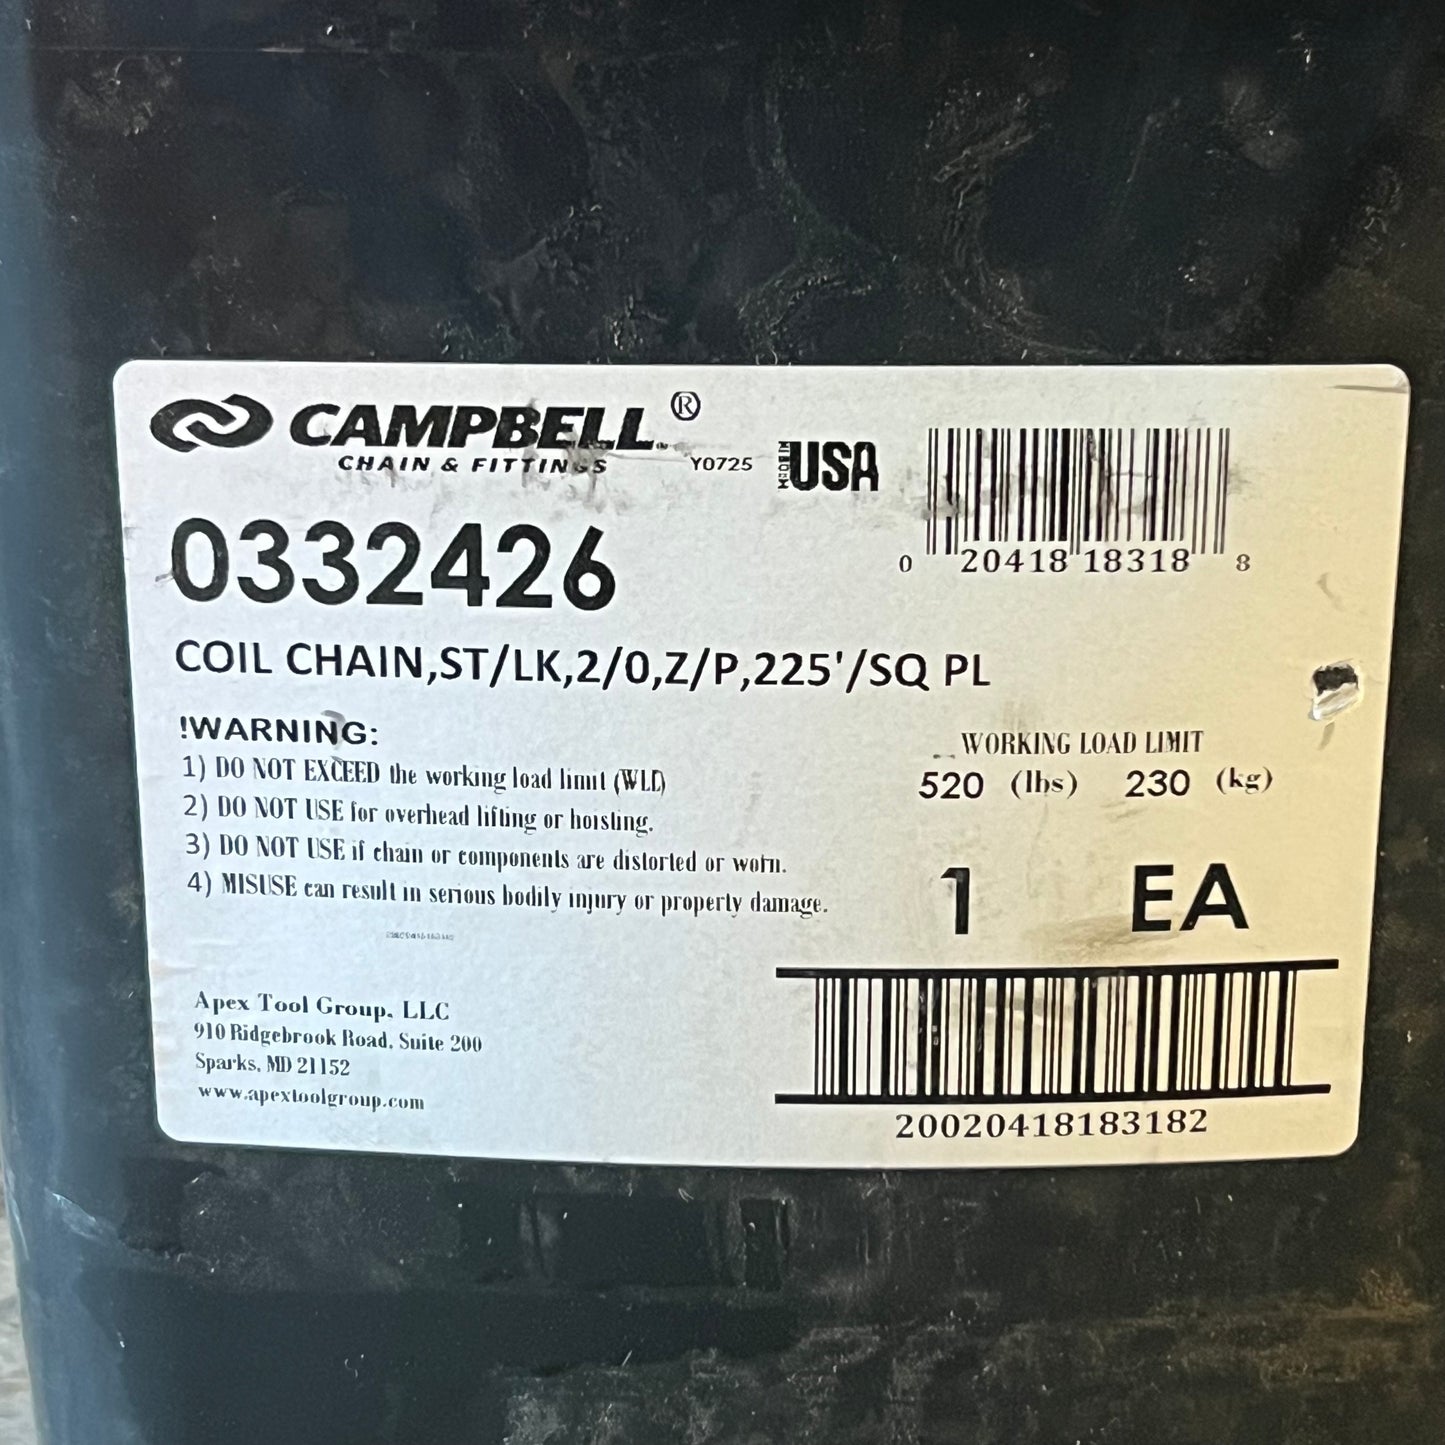 CAMPBELL®
CHAIN & FITTINGS
Y0725
MADE IN USA
0 20418 18318 8
0332426
COIL CHAIN,ST/LK,2/0,Z/P,225'/SQ PL
!WARNING:
1) DO NOT EXCEED the working load limit (WLL)
2) DO NOT USE for overhead lifting or hoisting.
3) DO NOT USE if chain or components are distorted or worn.
4) MISUSE can result in serious bodily injury or property damage.
WORKING LOAD LIMIT
520 (lbs) 230 (kg)
1 EA
Apex Tool Group, LLC
910 Ridgebrook Road, Suite 200
Sparks, MD 21152
www.apextoolgroup.com
20020418183182